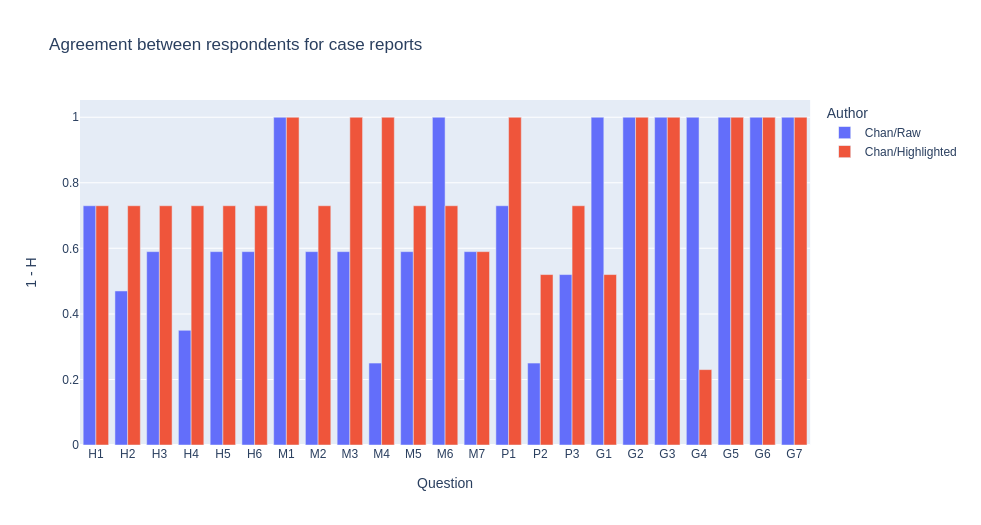 Agreement between respondents for case reports
Author
Chan/Raw
Chan/Highlighted
1 - H
1
0.8
0.6
0.4
0.2
0
H1 H2 H3 H4 H5 H6 M1 M2 M3 M4 M5 M6 M7 P1 P2 P3 G1 G2 G3 G4 G5 G6 G7
Question